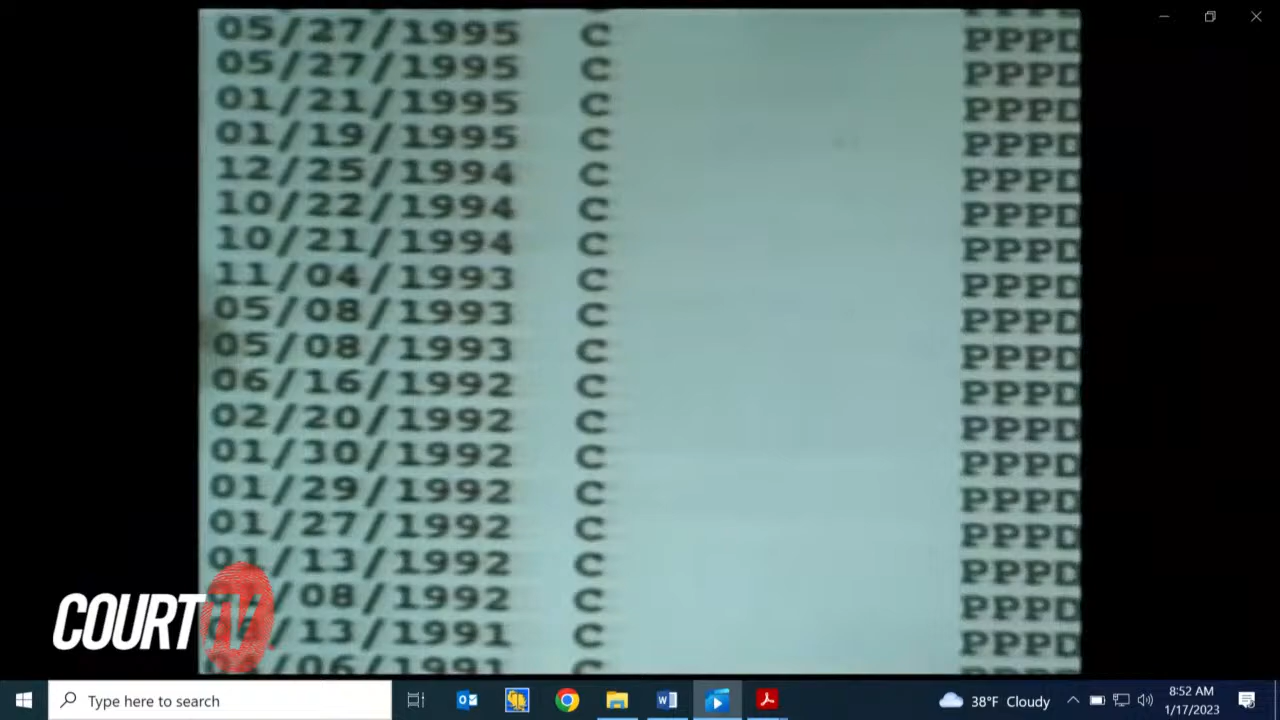 05/27/1995 C PPPD
05/27/1995 C PPPD
01/21/1995 C PPPD
01/19/1995 C PPPD
12/25/1994 C PPPD
10/22/1994 C PPPD
10/21/1994 C PPPD
11/04/1993 C PPPD
05/08/1993 C PPPD
05/08/1993 C PPPD
06/16/1992 C PPPD
02/20/1992 C PPPD
01/30/1992 C PPPD
01/29/1992 C PPPD
01/27/1992 C PPPD
01/13/1992 C PPPD
/08/1992 C PPPD
/13/1991 C PPPD
/06/1991 C
COURT TV
Type here to search
38°F Cloudy
8:52 AM
1/17/2023